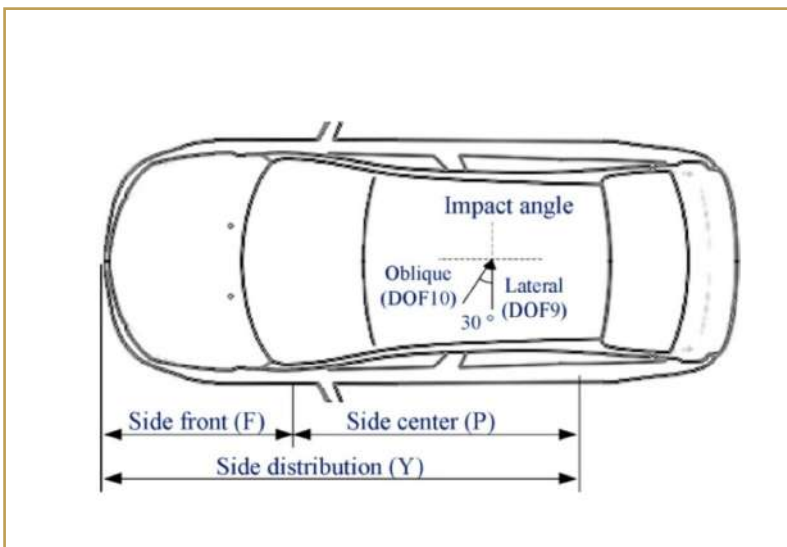 Impact angle
Oblique
(DOF10)
Lateral
(DOF9)
30 °
Side front (F)
Side center (P)
Side distribution (Y)